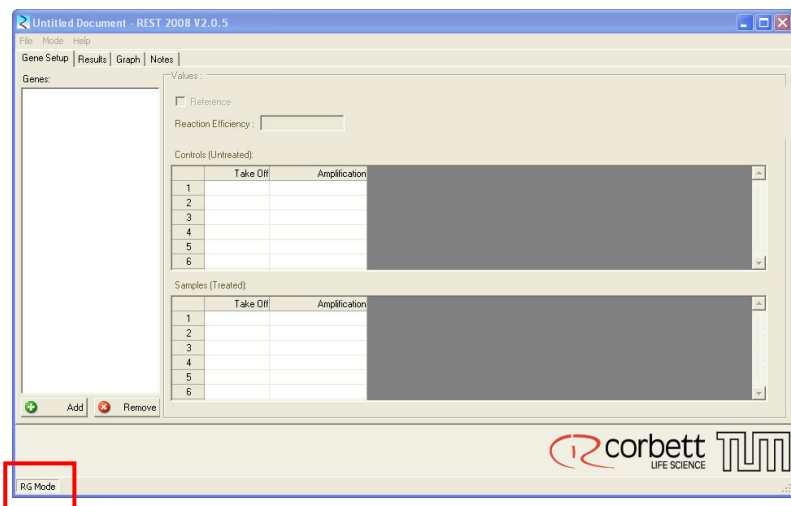 Untitled Document - REST 2008 V2.0.5
File Mode Help
Gene Setup Results Graph Notes
Genes:
Values :
Reference
Reaction Efficiency :
Controls (Untreated):
Take Off Amplification
1
2
3
4
5
6
Samples (Treated):
Take Off Amplification
1
2
3
4
5
6
Add Remove
corbett
LIFE SCIENCE
TUM
RG Mode